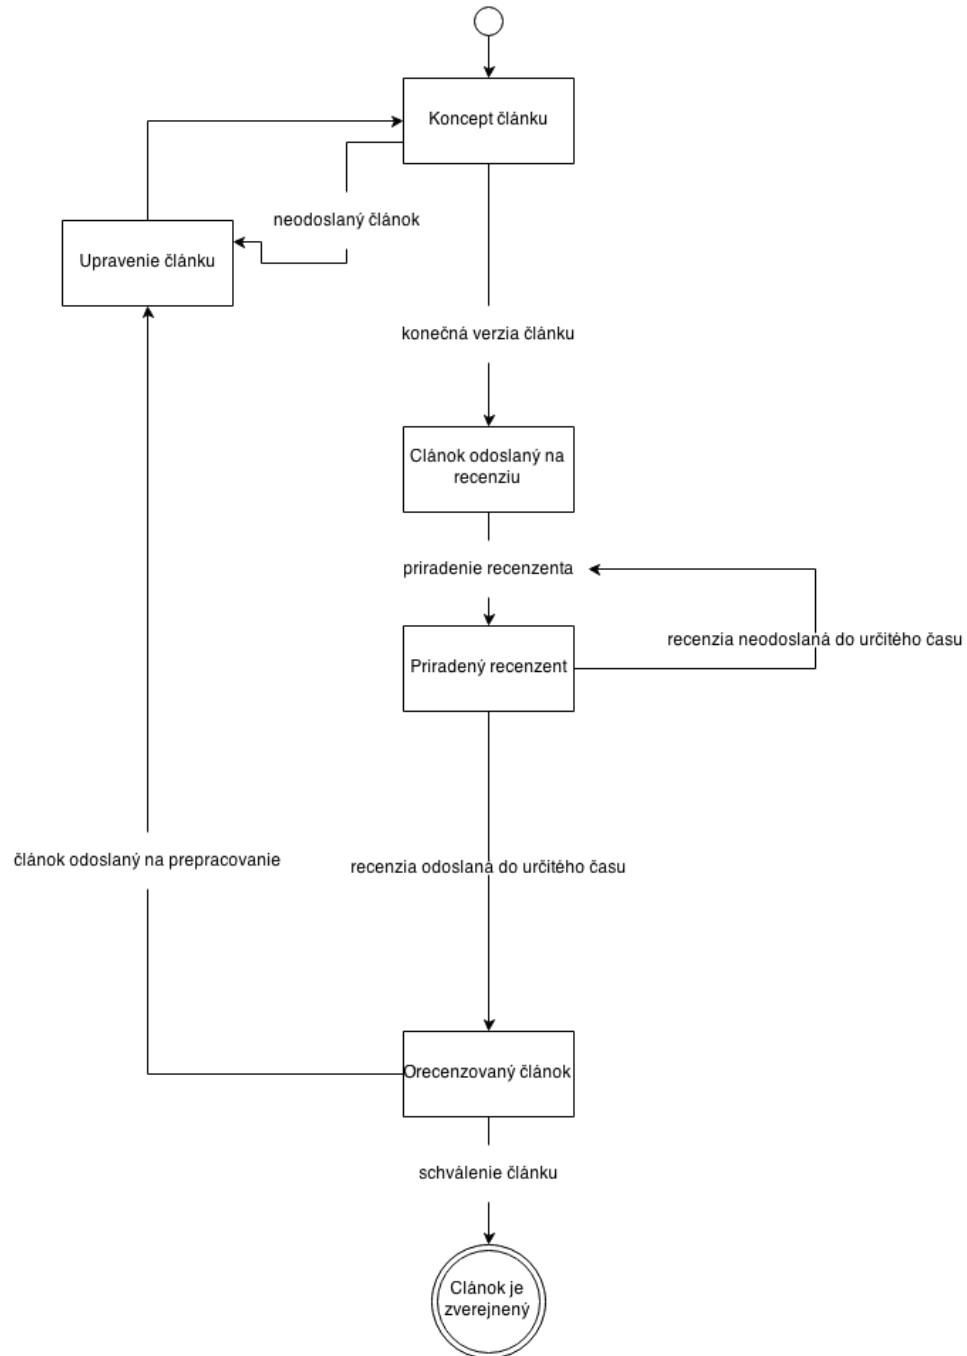 Koncept článku
neodoslaný článok
Upravenie článku
konečná verzia článku
Clánok odoslaný na
recenziu
priradenie recenzenta
recenzia neodoslaná do určitého času
Priradený recenzent
článok odoslaný na prepracovanie
recenzia odoslaná do určitého času
Orecenzovaný článok
schválenie článku
Clánok je
zverejnený